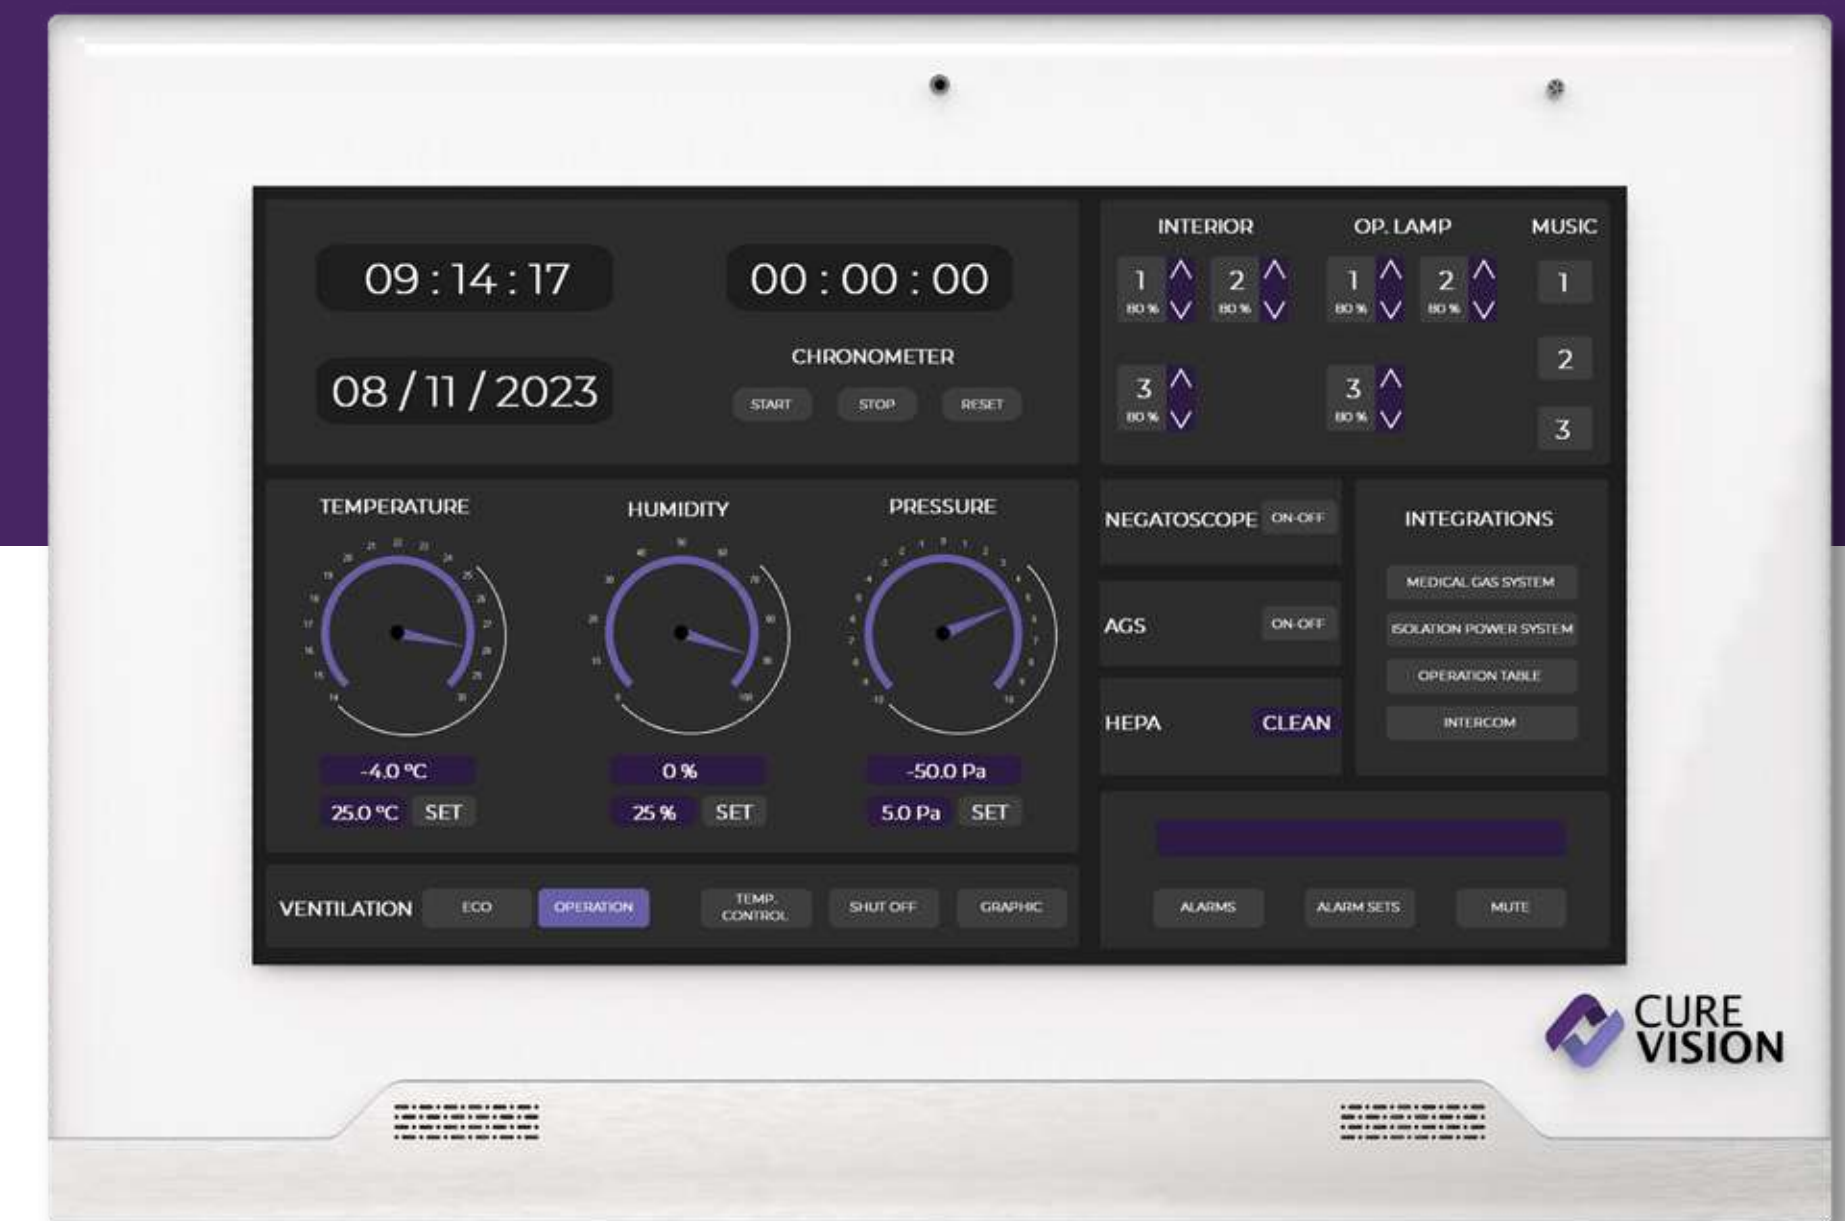 09 : 14 : 17
00 : 00 : 00
08 / 11 / 2023
CHRONOMETER
START STOP RESET
INTERIOR OP. LAMP MUSIC
1 2 1 2 1
80 % 80 % 80 % 80 %
2
3 3
80 % 80 %
3
TEMPERATURE HUMIDITY PRESSURE
-4.0 ºC 0 % -50.0 Pa
25.0 ºC SET 25 % SET 5.0 Pa SET
NEGATOSCOPE ON-OFF
AGS ON-OFF
HEPA CLEAN
INTEGRATIONS
MEDICAL GAS SYSTEM
ISOLATION POWER SYSTEM
OPERATION TABLE
INTERCOM
VENTILATION ECO OPERATION TEMP. CONTROL SHUT OFF GRAPHIC
ALARMS ALARM SETS MUTE
CURE
VISION